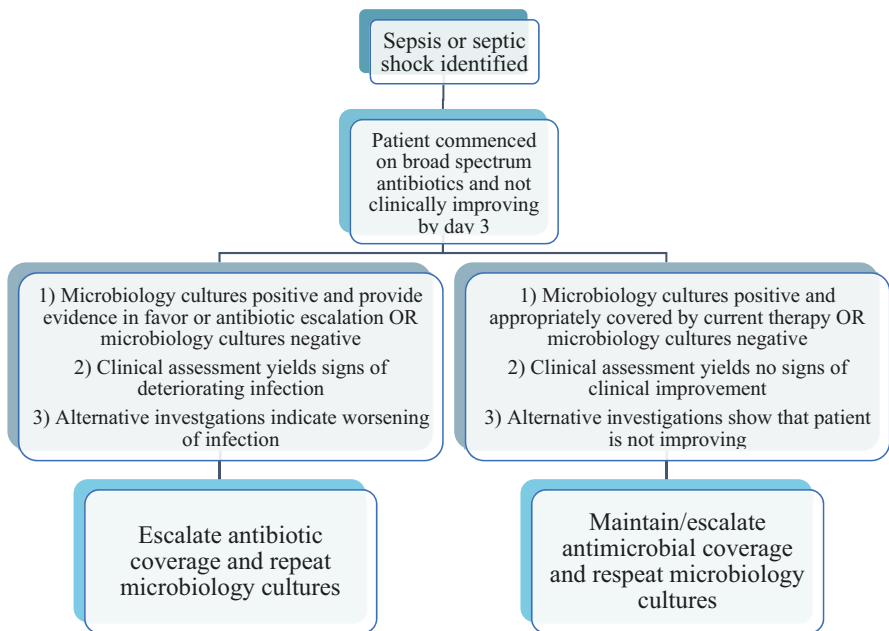 Sepsis or septic
shock identified
Patient commenced
on broad spectrum
antibiotics and not
clinically improving
by day 3
1) Microbiology cultures positive and provide
evidence in favor or antibiotic escalation OR
microbiology cultures negative
2) Clinical assessment yields signs of
deteriorating infection
3) Alternative investgations indicate worsening
of infection
1) Microbiology cultures positive and
appropriately covered by current therapy OR
microbiology cultures negative
2) Clinical assessment yields no signs of
clinical improvement
3) Alternative investigations show that patient
is not improving
Escalate antibiotic
coverage and repeat
microbiology cultures
Maintain/escalate
antimicrobial coverage
and respeat microbiology
cultures